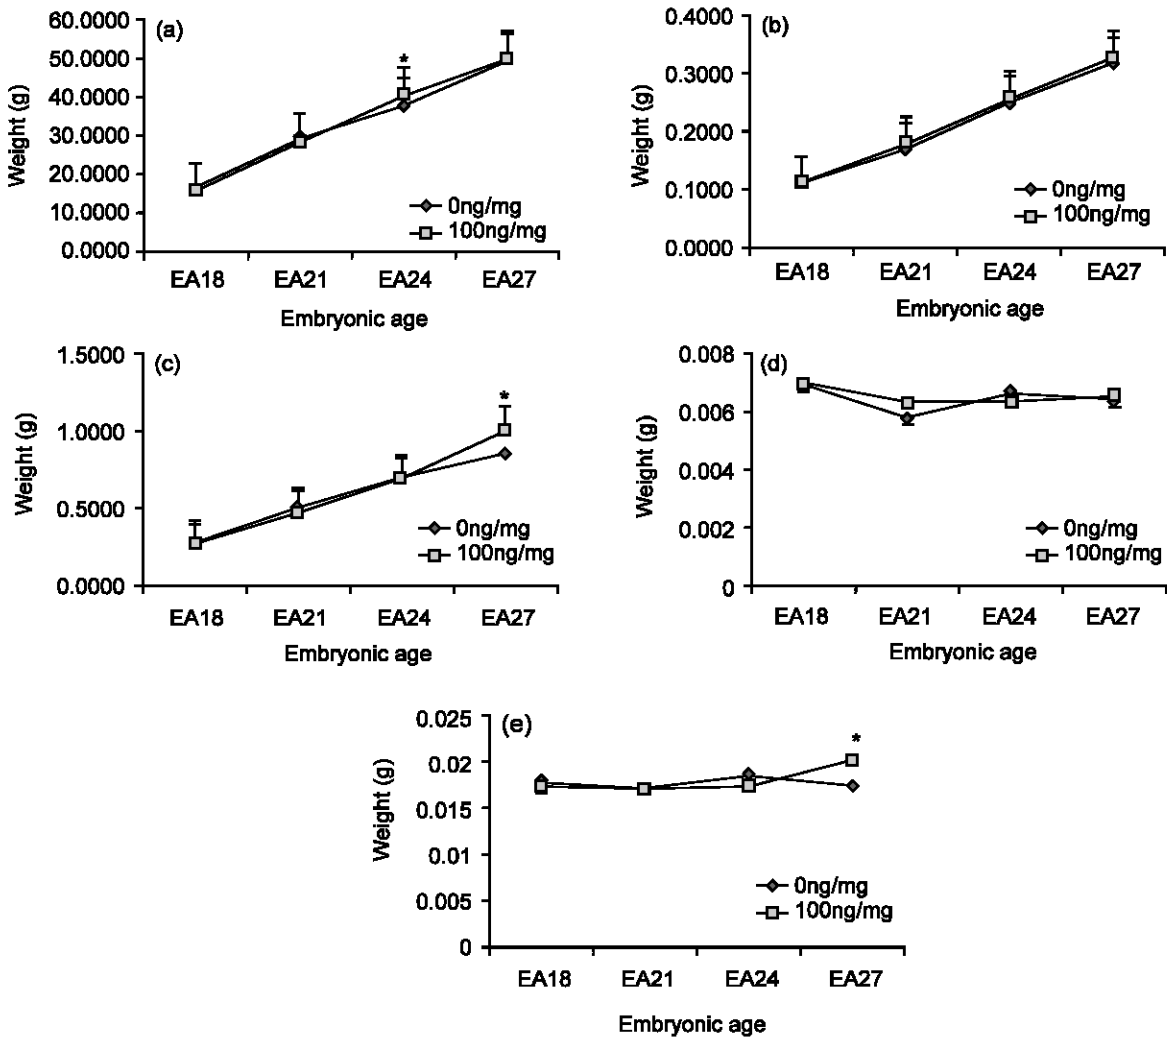 (a)
60.0000
50.0000
40.0000
30.0000
20.0000
10.0000
0.0000
Weight (g)
*
0ng/mg
100ng/mg
EA18 EA21 EA24 EA27
Embryonic age
(b)
0.4000
0.3000
0.2000
0.1000
0.0000
Weight (g)
0ng/mg
100ng/mg
EA18 EA21 EA24 EA27
Embryonic age
(c)
1.5000
1.0000
0.5000
0.0000
Weight (g)
*
0ng/mg
100ng/mg
EA18 EA21 EA24 EA27
Embryonic age
(d)
0.008
0.006
0.004
0.002
0
Weight (g)
0ng/mg
100ng/mg
EA18 EA21 EA24 EA27
Embryonic age
(e)
0.025
0.02
0.015
0.01
0.005
0
Weight (g)
*
0ng/mg
100ng/mg
EA18 EA21 EA24 EA27
Embryonic age